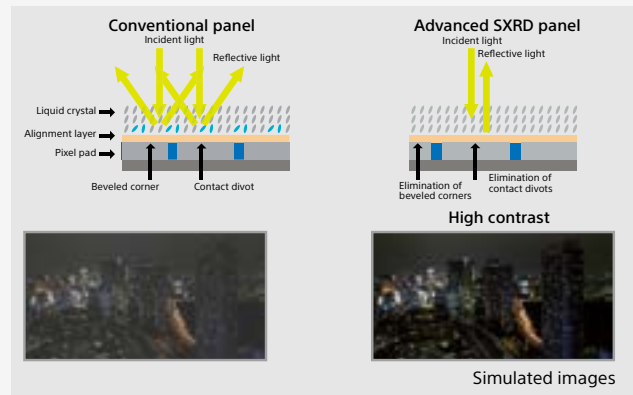 Conventional panel
Incident light
Reflective light
Liquid crystal
Alignment layer
Pixel pad
Beveled corner
Contact divot
Advanced SXRD panel
Incident light
Reflective light
Elimination of
beveled corners
Elimination of
contact divots
High contrast
Simulated images